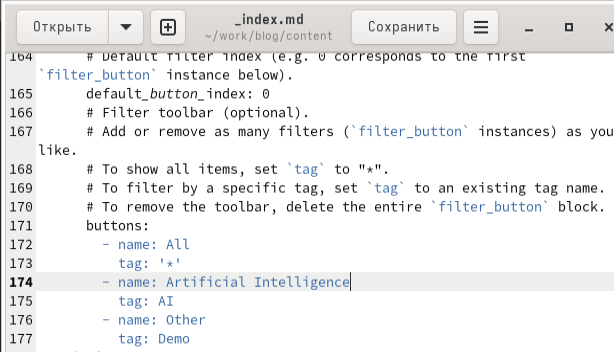 Открыть
_index.md
~/work/blog/content
Сохранить
164 # Default filter index (e.g. 0 corresponds to the first
`filter_button` instance below).
165 default_button_index: 0
166 # Filter toolbar (optional).
167 # Add or remove as many filters (`filter_button` instances) as you
like.
168 # To show all items, set `tag` to "*".
169 # To filter by a specific tag, set `tag` to an existing tag name.
170 # To remove the toolbar, delete the entire `filter_button` block.
171 buttons:
172 - name: All
173 tag: '*'
174 - name: Artificial Intelligence
175 tag: AI
176 - name: Other
177 tag: Demo